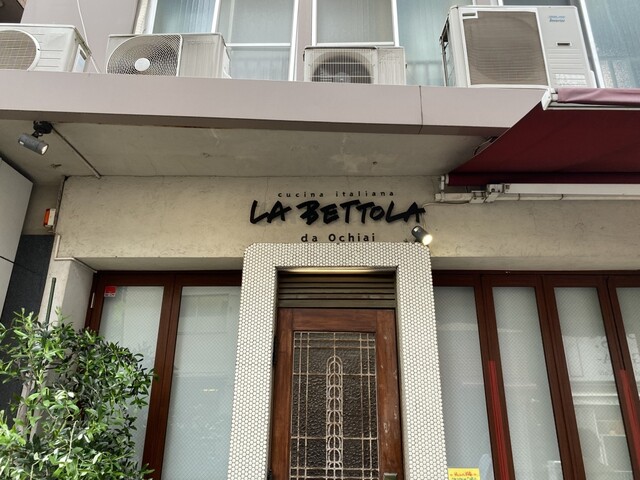 cucina italiana
LA BETTOLA
da Ochiai